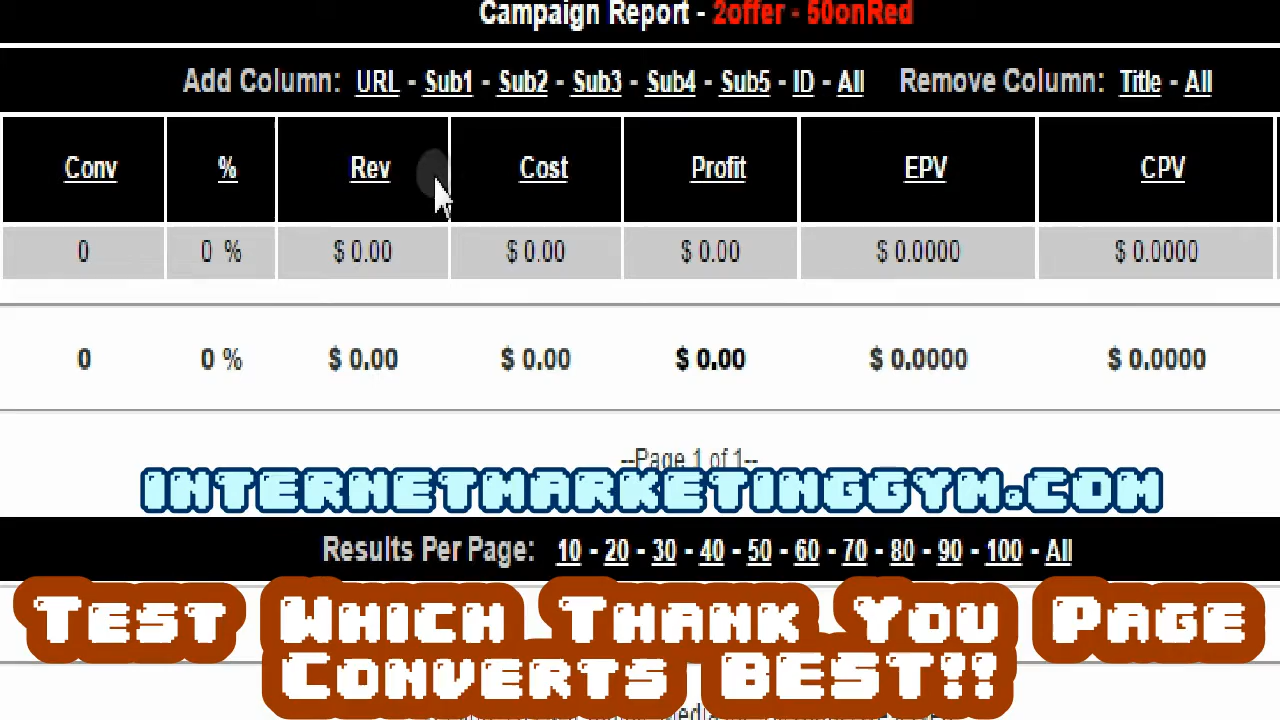 Campaign Report - 2offer - 50onRed
Add Column: URL - Sub1 - Sub2 - Sub3 - Sub4 - Sub5 - ID - All Remove Column: Title - All
Conv % Rev Cost Profit EPV CPV
0 0 % $ 0.00 $ 0.00 $ 0.00 $ 0.0000 $ 0.0000
0 0 % $ 0.00 $ 0.00 $ 0.00 $ 0.0000 $ 0.0000
--Page 1 of 1--
INTERNETMARKETINGGYM.COM
Results Per Page: 10 - 20 - 30 - 40 - 50 - 60 - 70 - 80 - 90 - 100 - All
Test Which Thank You Page
Converts BEST!!